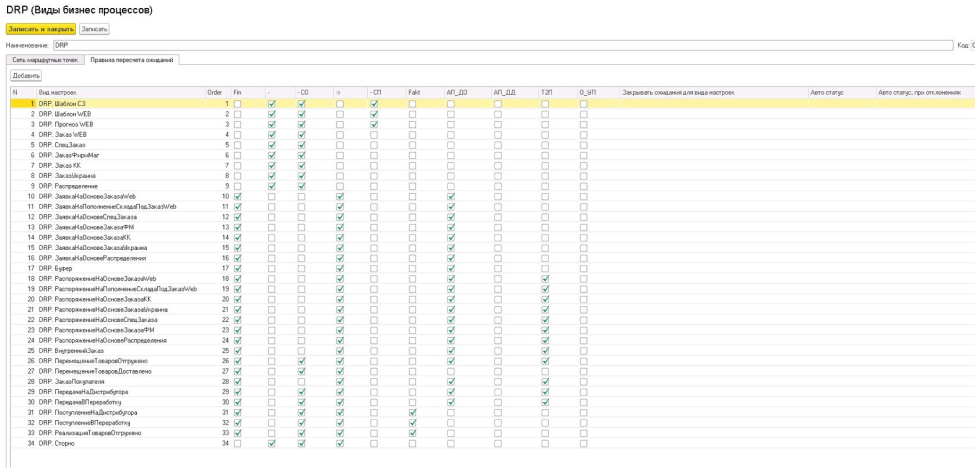 DRP (Виды бизнес процессов)
Записать и закрыть Записать
Наименование: DRP Код:
Сеть маршрутных точек Правила пересчета ожиданий
Добавить
N Вид настроек Order Fin - - CO -> - СП Fakt АП_ДО АП_ДД ТЗП О_УП Закрывать ожидания для вида настроек Авто статус Авто статус, при отклонениях
1 DRP. Шаблон СЗ 1
2 DRP. Шаблон WEB 2
3 DRP. Прогноз WEB 3
4 DRP. Заказ WEB 4
5 DRP. СпецЗаказ 5
6 DRP. ЗаказФирмМаг 6
7 DRP. Заказ КК 7
8 DRP. ЗаказУкраина 8
9 DRP. Распределение 9
10 DRP. ЗаявкаНаОсновеЗаказаWeb 10
11 DRP. ЗаявкаНаПополнениеСкладаПодЗаказWeb 11
12 DRP. ЗаявкаНаОсновеСпецЗаказа 12
13 DRP. ЗаявкаНаОсновеЗаказаФМ 13
14 DRP. ЗаявкаНаОсновеЗаказаКК 14
15 DRP. ЗаявкаНаОсновеЗаказаУкраина 15
16 DRP. ЗаявкаНаОсновеРаспределения 16
17 DRP. Буфер 17
18 DRP. РаспоряжениеНаОсновеЗаказаWeb 18
19 DRP. РаспоряжениеНаПополнениеСкладаПодЗаказWeb 19
20 DRP. РаспоряжениеНаОсновеЗаказаКК 20
21 DRP. РаспоряжениеНаОсновеЗаказаУкраина 21
22 DRP. РаспоряжениеНаОсновеСпецЗаказа 22
23 DRP. РаспоряжениеНаОсновеЗаказаФМ 23
24 DRP. РаспоряжениеНаОсновеРаспределения 24
25 DRP. ВнутреннийЗаказ 25
26 DRP. ПеремещениеТоваровОтгружено 26
27 DRP. ПеремещениеТоваровДоставлено 27
28 DRP. ЗаказПокупателя 28
29 DRP. ПередачаНаДистрибутора 29
30 DRP. ПередачаВПереработку 30
31 DRP. ПоступлениеНаДистрибутора 31
32 DRP. ПоступлениеВПереработку 32
33 DRP. РеализацияТоваровОтгружено 33
34 DRP. Сторно 34